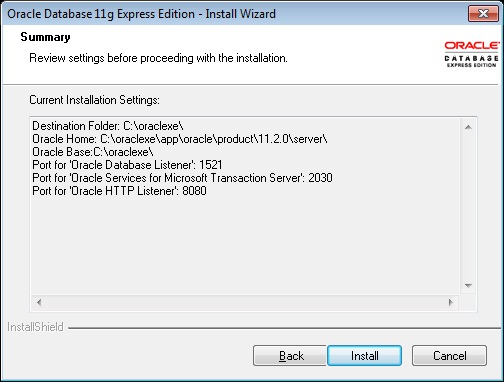 Oracle Database 11g Express Edition - Install Wizard
Summary
Review settings before proceeding with the installation.
ORACLE
DATABASE
EXPRESS EDITION
Current Installation Settings:
Destination Folder: C:\oraclexe\
Oracle Home: C:\oraclexe\app\oracle\product\11.2.0\server\
Oracle Base:C:\oraclexe\
Port for 'Oracle Database Listener': 1521
Port for 'Oracle Services for Microsoft Transaction Server': 2030
Port for 'Oracle HTTP Listener': 8080
InstallShield
Back
Install
Cancel